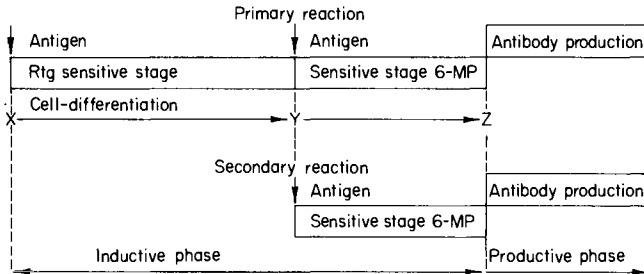 Primary reaction
Antigen Antigen Antibody production
Rtg sensitive stage Sensitive stage 6-MP
Cell-differentiation
X Y Z
Secondary reaction
Antigen Antibody production
Sensitive stage 6-MP
Inductive phase Productive phase